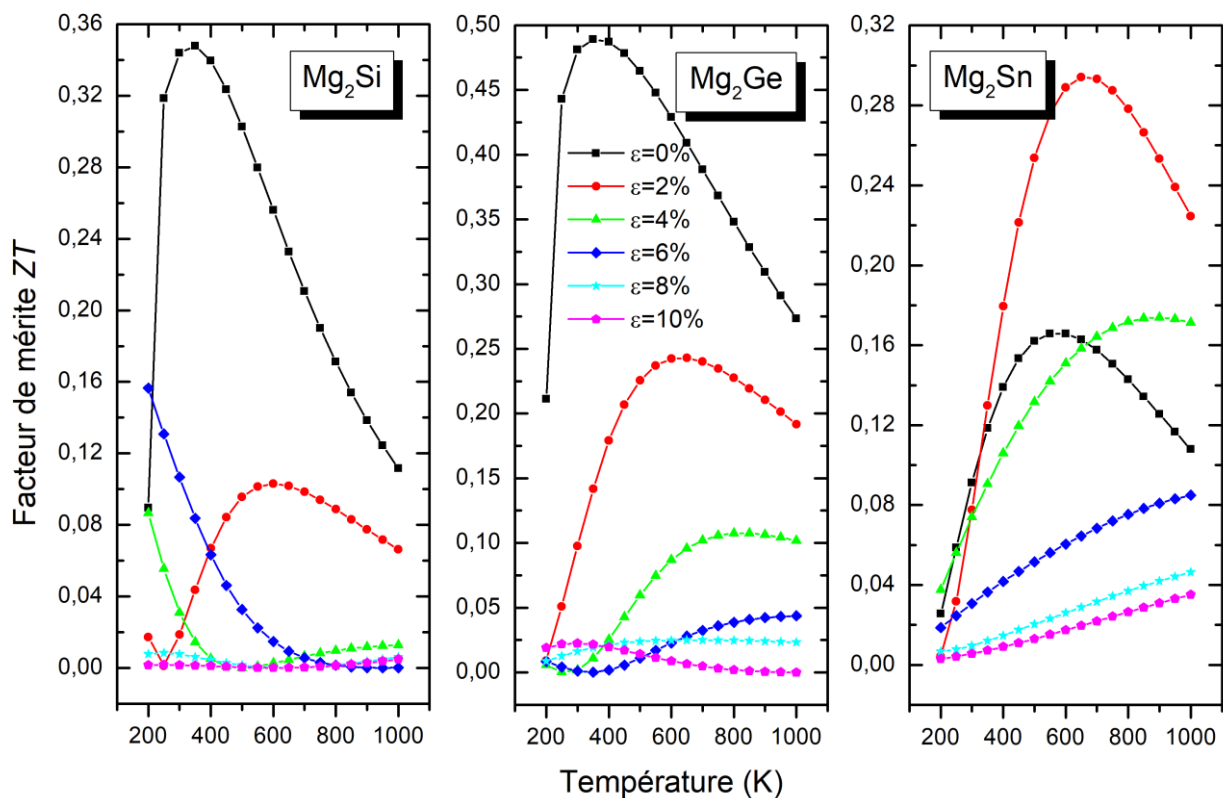 Facteur de mérite ZT
0,36
0,32
0,28
0,24
0,20
0,16
0,12
0,08
0,04
0,00
200 400 600 800 1000
Mg₂Si
0,50
0,45
0,40
0,35
0,30
0,25
0,20
0,15
0,10
0,05
0,00
200 400 600 800 1000
Mg₂Ge
ε=0%
ε=2%
ε=4%
ε=6%
ε=8%
ε=10%
0,32
0,28
0,24
0,20
0,16
0,12
0,08
0,04
0,00
200 400 600 800 1000
Mg₂Sn
Température (K)